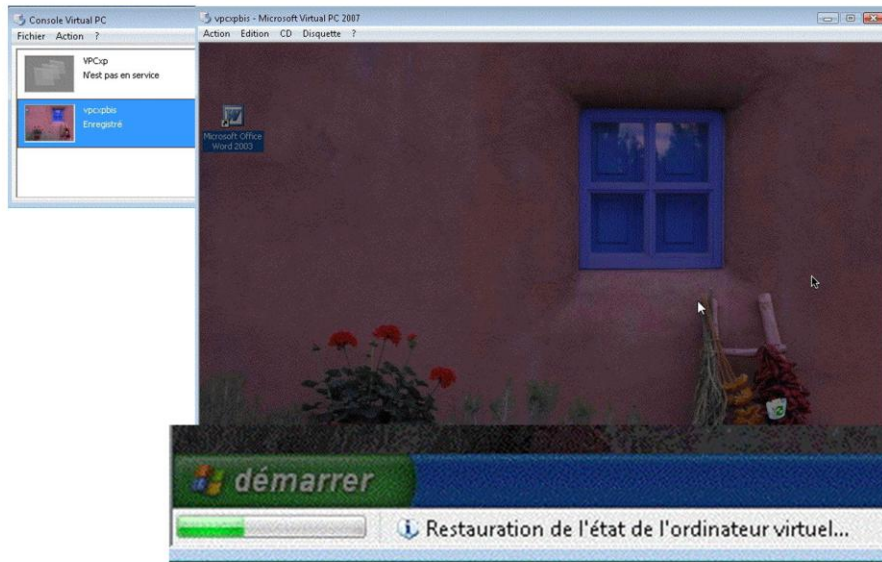 Console Virtual PC
Fichier Action ?
VPCxp
N'est pas en service
vpcxpbis
Enregistré
vpcxpbis - Microsoft Virtual PC 2007
Action Edition CD Disquette ?
Microsoft Office
Word 2003
démarrer
Restauration de l'état de l'ordinateur virtuel...